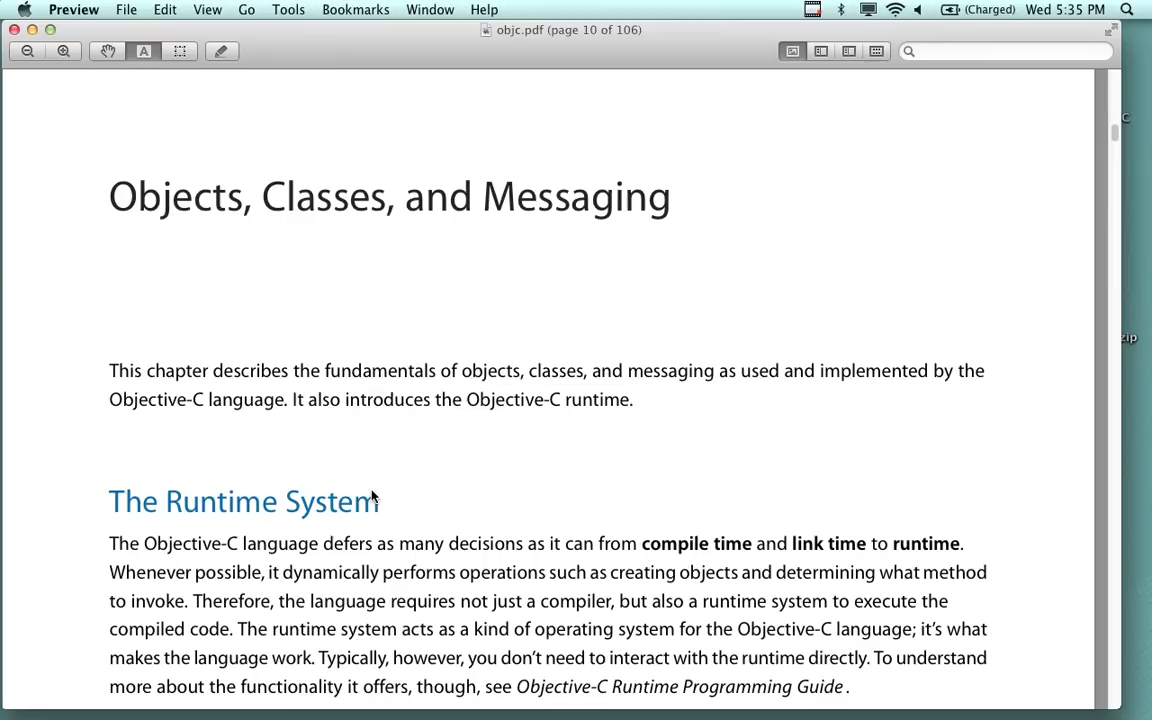 Preview File Edit View Go Tools Bookmarks Window Help (Charged) Wed 5:35 PM
objc.pdf (page 10 of 106)
A
C
zip
Objects, Classes, and Messaging
This chapter describes the fundamentals of objects, classes, and messaging as used and implemented by the
Objective-C language. It also introduces the Objective-C runtime.
The Runtime System
The Objective-C language defers as many decisions as it can from compile time and link time to runtime.
Whenever possible, it dynamically performs operations such as creating objects and determining what method
to invoke. Therefore, the language requires not just a compiler, but also a runtime system to execute the
compiled code. The runtime system acts as a kind of operating system for the Objective-C language; it's what
makes the language work. Typically, however, you don't need to interact with the runtime directly. To understand
more about the functionality it offers, though, see Objective-C Runtime Programming Guide.